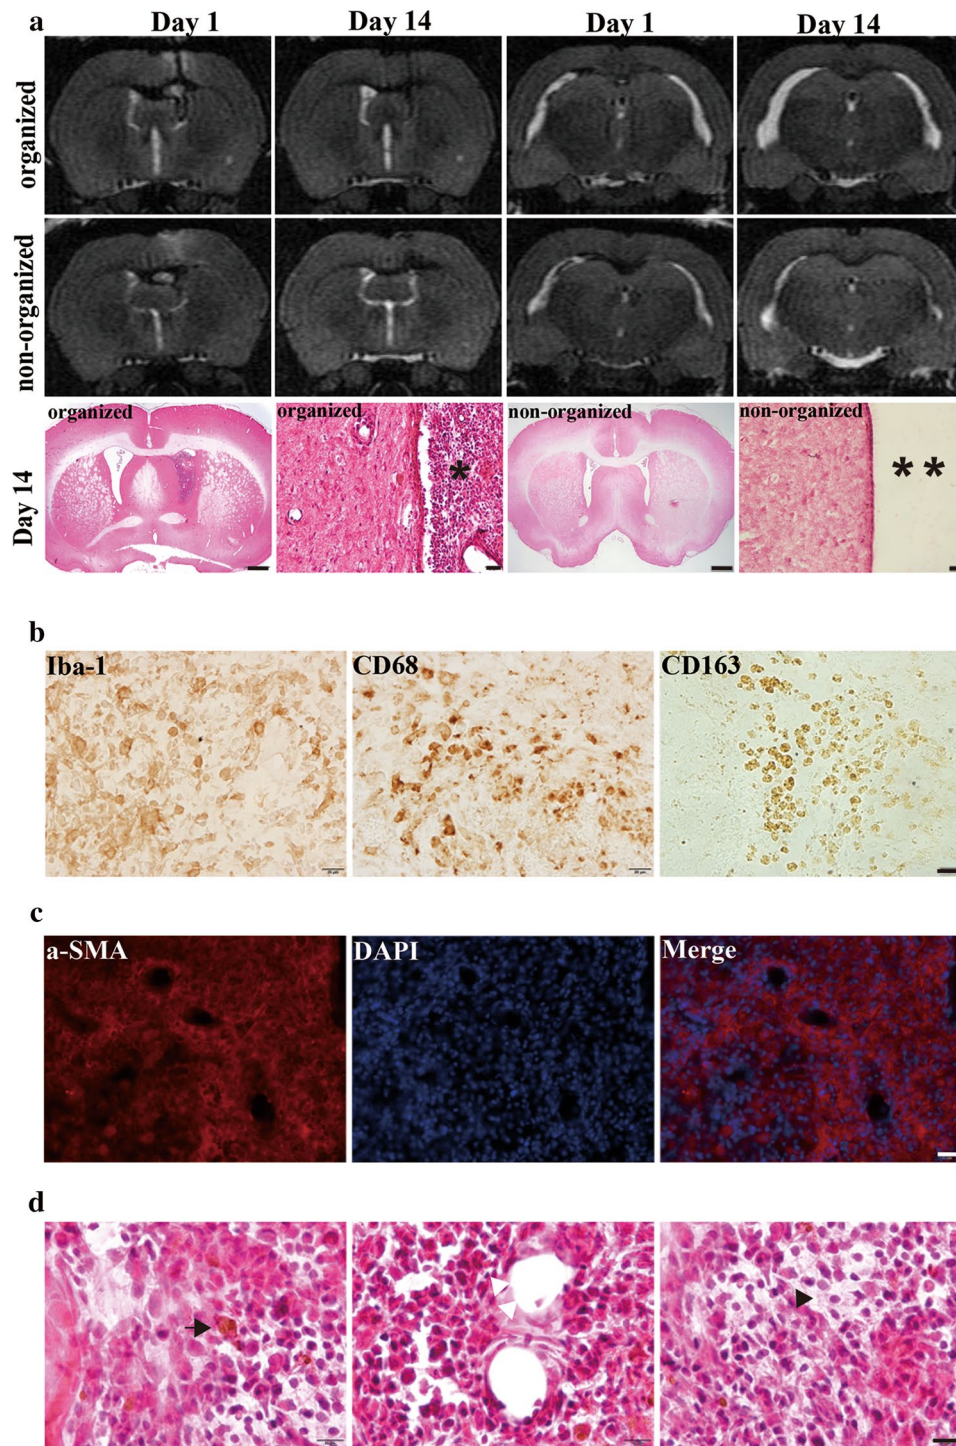 a
Day 1
Day 14
Day 1
Day 14
organized
non-organized
Day 14
organized
organized
*
non-organized
non-organized
* *
b
Iba-1
CD68
CD163
c
a-SMA
DAPI
Merge
d